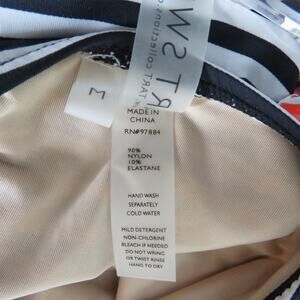 M
MADE IN
CHINA
RN#97884
90%
NYLON
10%
ELASTANE
HAND WASH
SEPARATELY
COLD WATER
MILD DETERGENT
NON-CHLORINE
BLEACH IF NEEDED
DO NOT WRING
OR TWIST RINSE
HANG TO DRY